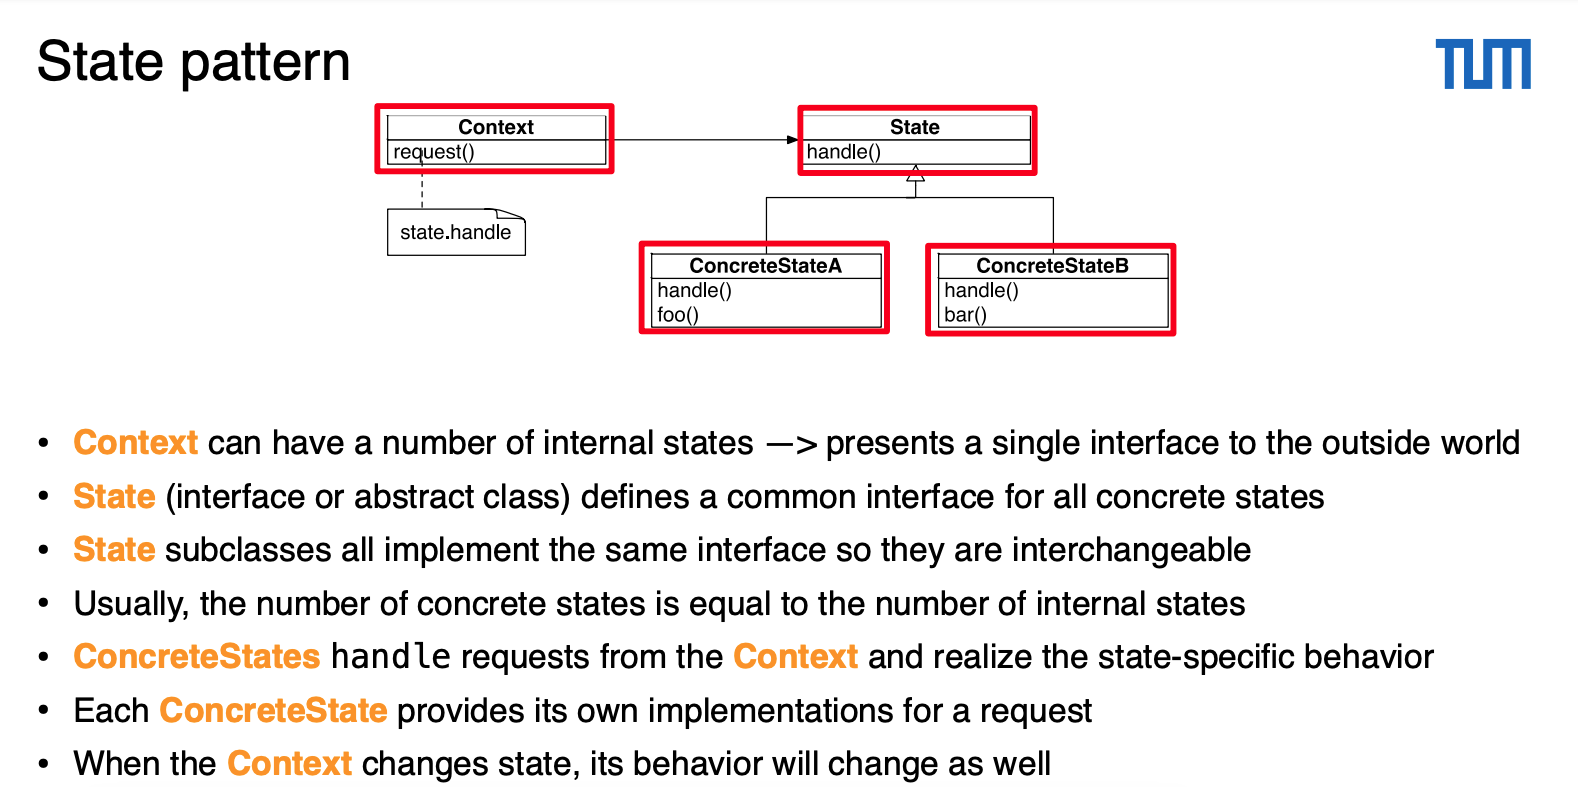 State pattern
TUM
Context
request()
state.handle
State
handle()
ConcreteStateA
handle()
foo()
ConcreteStateB
handle()
bar()
• Context can have a number of internal states —> presents a single interface to the outside world
• State (interface or abstract class) defines a common interface for all concrete states
• State subclasses all implement the same interface so they are interchangeable
• Usually, the number of concrete states is equal to the number of internal states
• ConcreteStates handle requests from the Context and realize the state-specific behavior
• Each ConcreteState provides its own implementations for a request
• When the Context changes state, its behavior will change as well